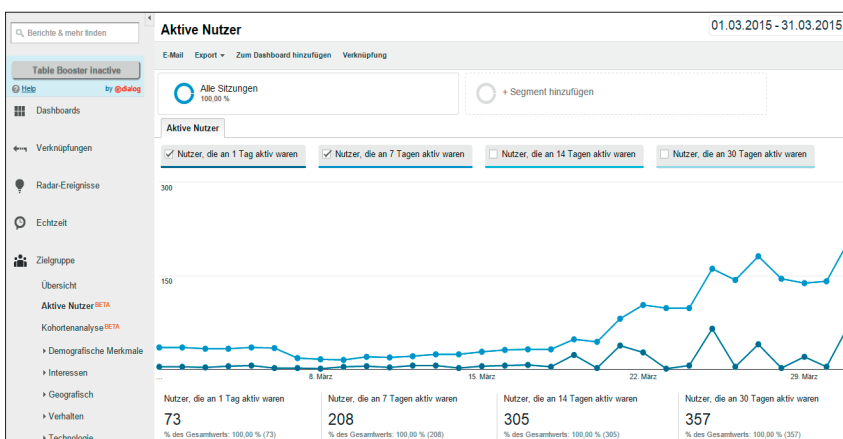 Berichte & mehr finden
Table Booster inactive
Help by @dialog
Dashboards
Verknüpfungen
Radar-Ereignisse
Echtzeit
Zielgruppe
Übersicht
Aktive Nutzer BETA
Kohortenanalyse BETA
Demografische Merkmale
Interessen
Geografisch
Verhalten
Technologie
Aktive Nutzer 01.03.2015 - 31.03.2015
E-Mail Export Zum Dashboard hinzufügen Verknüpfung
Alle Sitzungen + Segment hinzufügen
100,00 %
Aktive Nutzer
Nutzer, die an 1 Tag aktiv waren Nutzer, die an 7 Tagen aktiv waren Nutzer, die an 14 Tagen aktiv waren Nutzer, die an 30 Tagen aktiv waren
300
150
... 8. März 15. März 22. März 29. März
Nutzer, die an 1 Tag aktiv waren Nutzer, die an 7 Tagen aktiv waren Nutzer, die an 14 Tagen aktiv waren Nutzer, die an 30 Tagen aktiv waren
73 208 305 357
% des Gesamtwerts: 100,00 % (73) % des Gesamtwerts: 100,00 % (208) % des Gesamtwerts: 100,00 % (305) % des Gesamtwerts: 100,00 % (357)